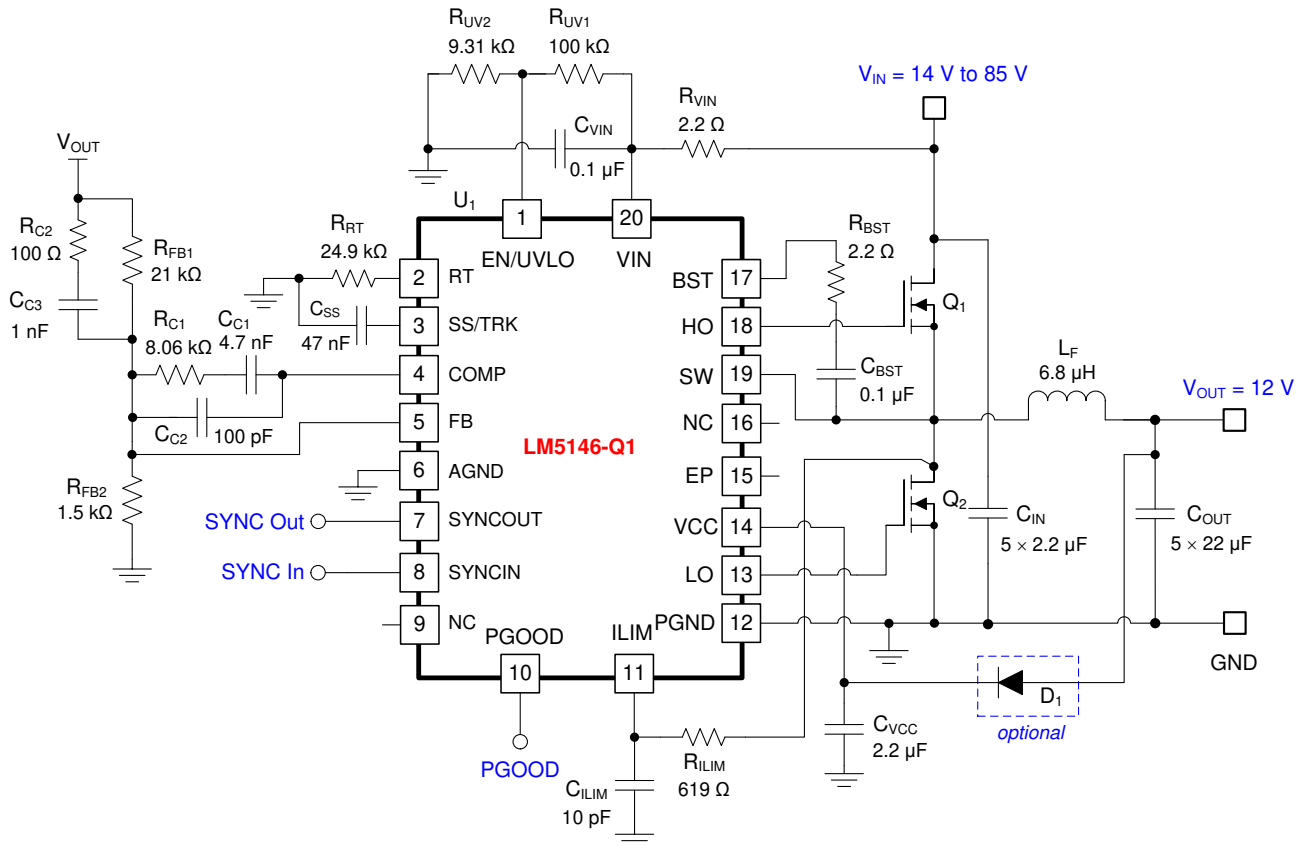 R_UV2
9.31 kΩ
R_UV1
100 kΩ
V_IN = 14 V to 85 V
R_VIN
2.2 Ω
C_VIN
0.1 µF
V_OUT
U_1
1
20
EN/UVLO
VIN
R_C2
100 Ω
R_FB1
21 kΩ
R_RT
24.9 kΩ
R_BST
2.2 Ω
2
RT
BST
17
C_C3
1 nF
C_SS
47 nF
3
SS/TRK
HO
18
Q_1
R_C1
8.06 kΩ
C_C1
4.7 nF
4
COMP
SW
19
C_BST
0.1 µF
L_F
6.8 µH
V_OUT = 12 V
C_C2
100 pF
5
FB
NC
16
LM5146-Q1
6
AGND
EP
15
R_FB2
1.5 kΩ
Q_2
SYNC Out
7
SYNCOUT
VCC
14
C_IN
5 × 2.2 µF
C_OUT
5 × 22 µF
SYNC In
8
SYNCIN
LO
13
9
NC
PGOOD
ILIM
PGND
12
GND
10
11
D_1
optional
PGOOD
C_VCC
2.2 µF
R_ILIM
619 Ω
C_ILIM
10 pF